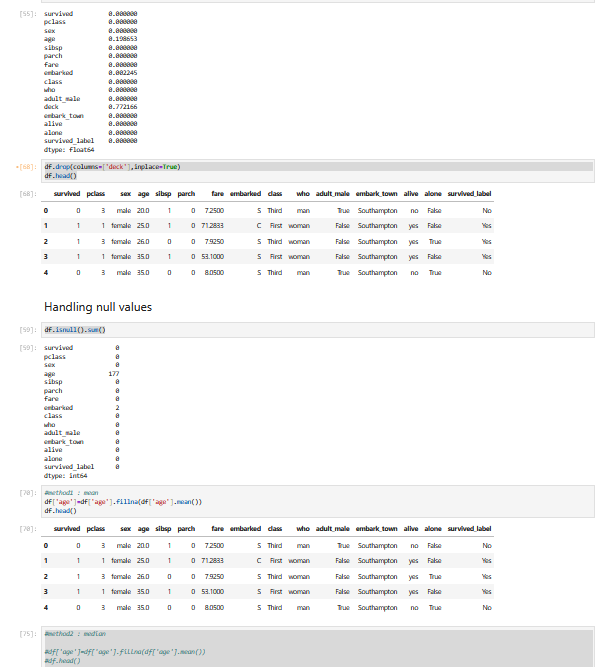 [55]:
survived 0.000000
pclass 0.000000
sex 0.000000
age 0.198653
sibsp 0.000000
parch 0.000000
fare 0.000000
embarked 0.002245
class 0.000000
who 0.000000
adult_male 0.000000
deck 0.772166
embark_town 0.002245
alive 0.000000
alone 0.000000
survived_label 0.000000
dtype: float64
df.drop(columns=['deck'],inplace=True)
df.head()
survived pclass sex age sibsp parch fare embarked class who adult_male embark_town alive alone survived_label
0 0 3 male 20.0 1 0 7.2500 S Third man True Southampton no False No
1 1 1 female 25.0 1 0 71.2833 C First woman False Southampton yes False Yes
2 1 3 female 26.0 0 0 7.9250 S Third woman False Southampton yes True Yes
3 1 1 female 35.0 1 0 53.1000 S First woman False Southampton yes False Yes
4 0 3 male 35.0 0 0 8.0500 S Third man True Southampton no True No
Handling null values
[59]: df.isnull().sum()
[59]:
survived 0
pclass 0
sex 0
age 177
sibsp 0
parch 0
fare 0
embarked 2
class 0
who 0
adult_male 0
embark_town 0
alive 0
alone 0
survived_label 0
dtype: int64
[70]: #method1 : mean
df['age']=df['age'].fillna(df['age'].mean())
df.head()
[70]:
survived pclass sex age sibsp parch fare embarked class who adult_male embark_town alive alone survived_label
0 0 3 male 20.0 1 0 7.2500 S Third man True Southampton no False No
1 1 1 female 25.0 1 0 71.2833 C First woman False Southampton yes False Yes
2 1 3 female 26.0 0 0 7.9250 S Third woman False Southampton yes True Yes
3 1 1 female 35.0 1 0 53.1000 S First woman False Southampton yes False Yes
4 0 3 male 35.0 0 0 8.0500 S Third man True Southampton no True No
[75]: #method2 : median
#df['age']=df['age'].fillna(df['age'].mean())
#df.head()